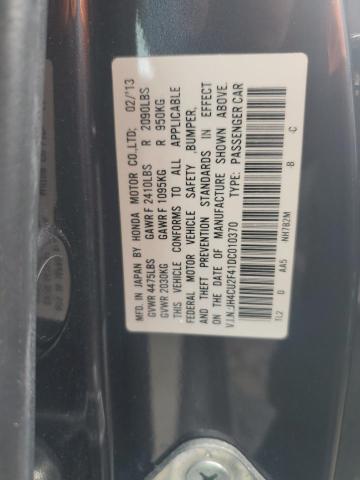 MFD. IN JAPAN BY HONDA MOTOR CO.,LTD; 02/'13
GVWR 4475LBS GAWR F 2410LBS R 2090LBS
GVWR 2030KG GAWR F 1095KG R 950KG
THIS VEHICLE CONFORMS TO ALL APPLICABLE
FEDERAL MOTOR VEHICLE SAFETY BUMPER,
AND THEFT PREVENTION STANDARDS IN EFFECT
ON THE DATE OF MANUFACTURE SHOWN ABOVE.
V.I.N.JH4CU2F41DC010370 TYPE: PASSENGER CAR
TL2 D AA5 NH782M B -C